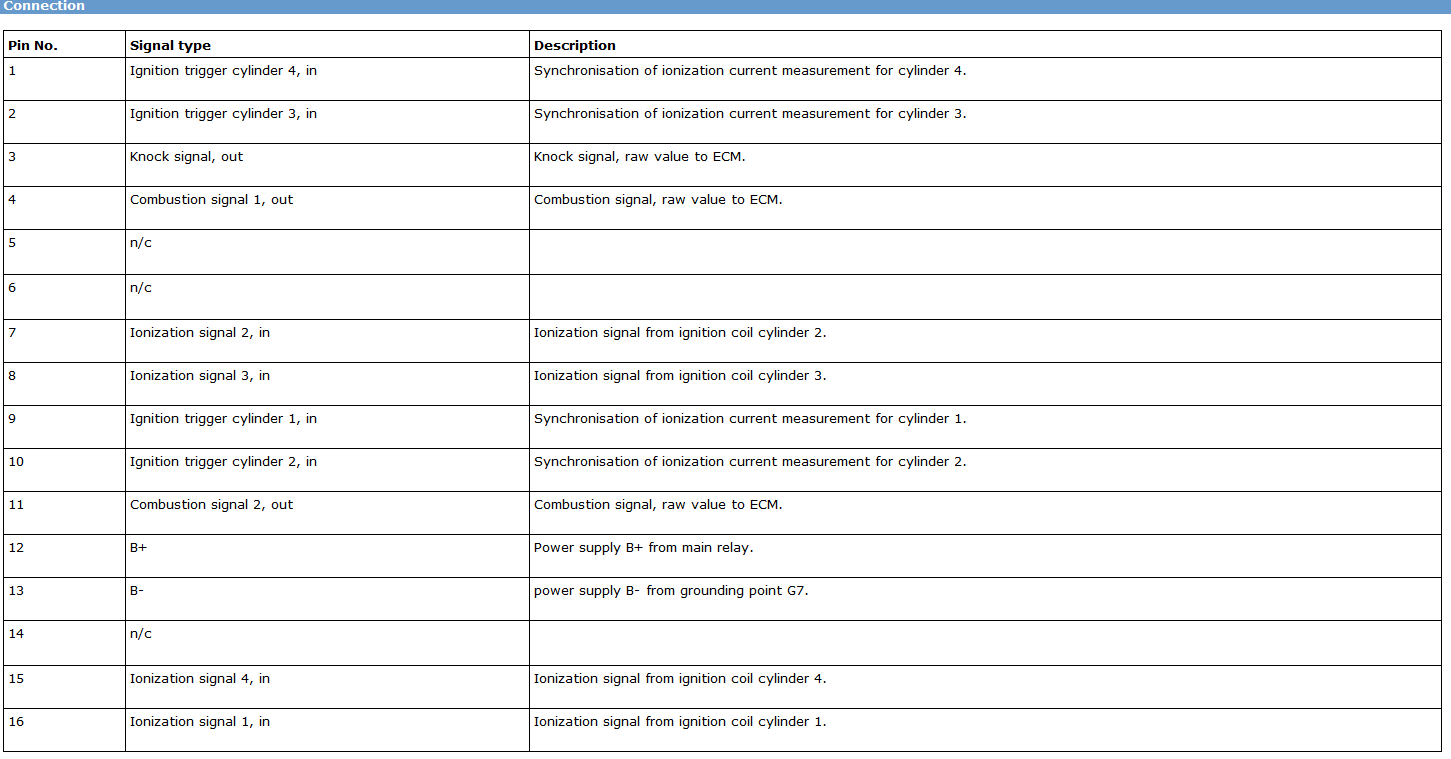 Connection
Pin No. Signal type Description
1 Ignition trigger cylinder 4, in Synchronisation of ionization current measurement for cylinder 4.
2 Ignition trigger cylinder 3, in Synchronisation of ionization current measurement for cylinder 3.
3 Knock signal, out Knock signal, raw value to ECM.
4 Combustion signal 1, out Combustion signal, raw value to ECM.
5 n/c
6 n/c
7 Ionization signal 2, in Ionization signal from ignition coil cylinder 2.
8 Ionization signal 3, in Ionization signal from ignition coil cylinder 3.
9 Ignition trigger cylinder 1, in Synchronisation of ionization current measurement for cylinder 1.
10 Ignition trigger cylinder 2, in Synchronisation of ionization current measurement for cylinder 2.
11 Combustion signal 2, out Combustion signal, raw value to ECM.
12 B+ Power supply B+ from main relay.
13 B- power supply B- from grounding point G7.
14 n/c
15 Ionization signal 4, in Ionization signal from ignition coil cylinder 4.
16 Ionization signal 1, in Ionization signal from ignition coil cylinder 1.